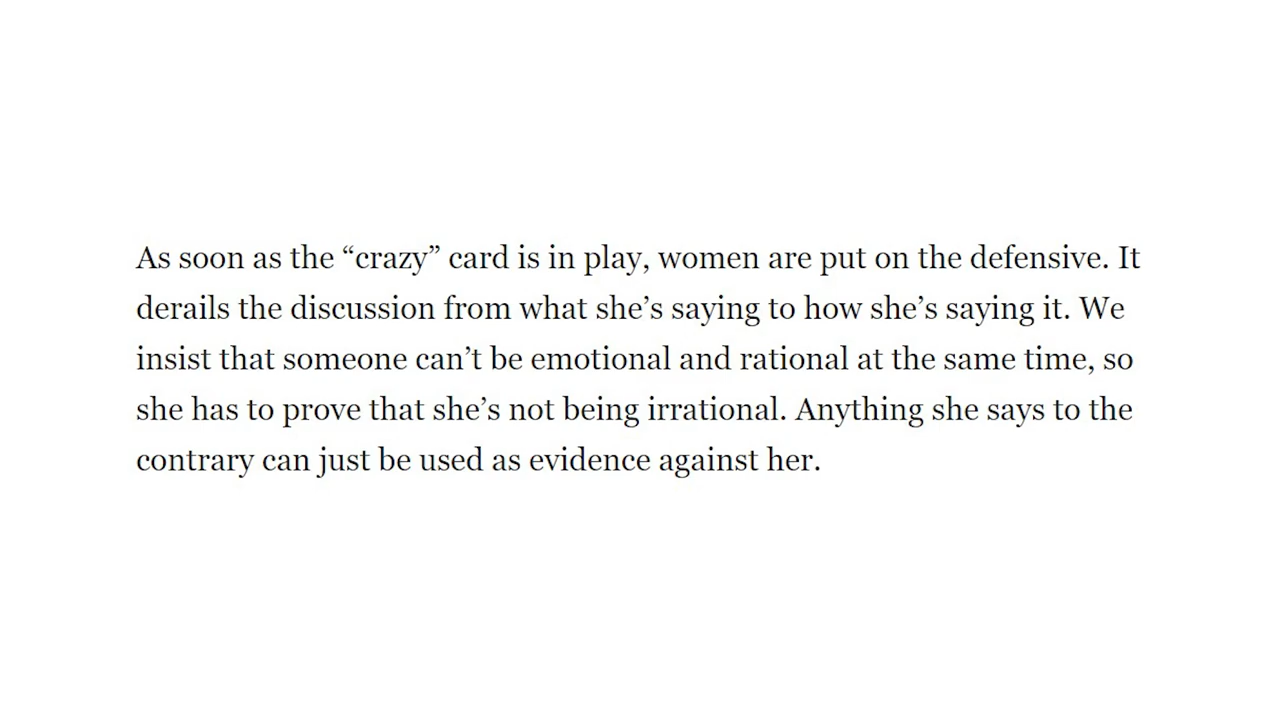 As soon as the “crazy” card is in play, women are put on the defensive. It
derails the discussion from what she’s saying to how she’s saying it. We
insist that someone can’t be emotional and rational at the same time, so
she has to prove that she’s not being irrational. Anything she says to the
contrary can just be used as evidence against her.